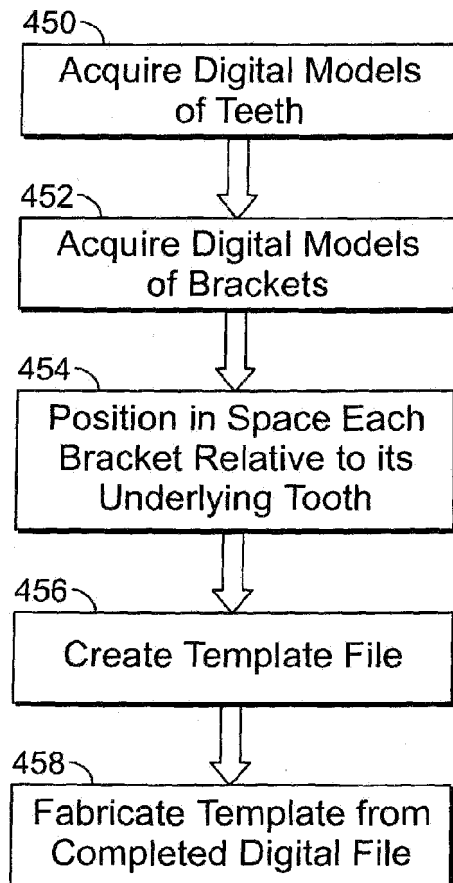 450
Acquire Digital Models
of Teeth
452
Acquire Digital Models
of Brackets
454
Position in Space Each
Bracket Relative to its
Underlying Tooth
456
Create Template File
458
Fabricate Template from
Completed Digital File